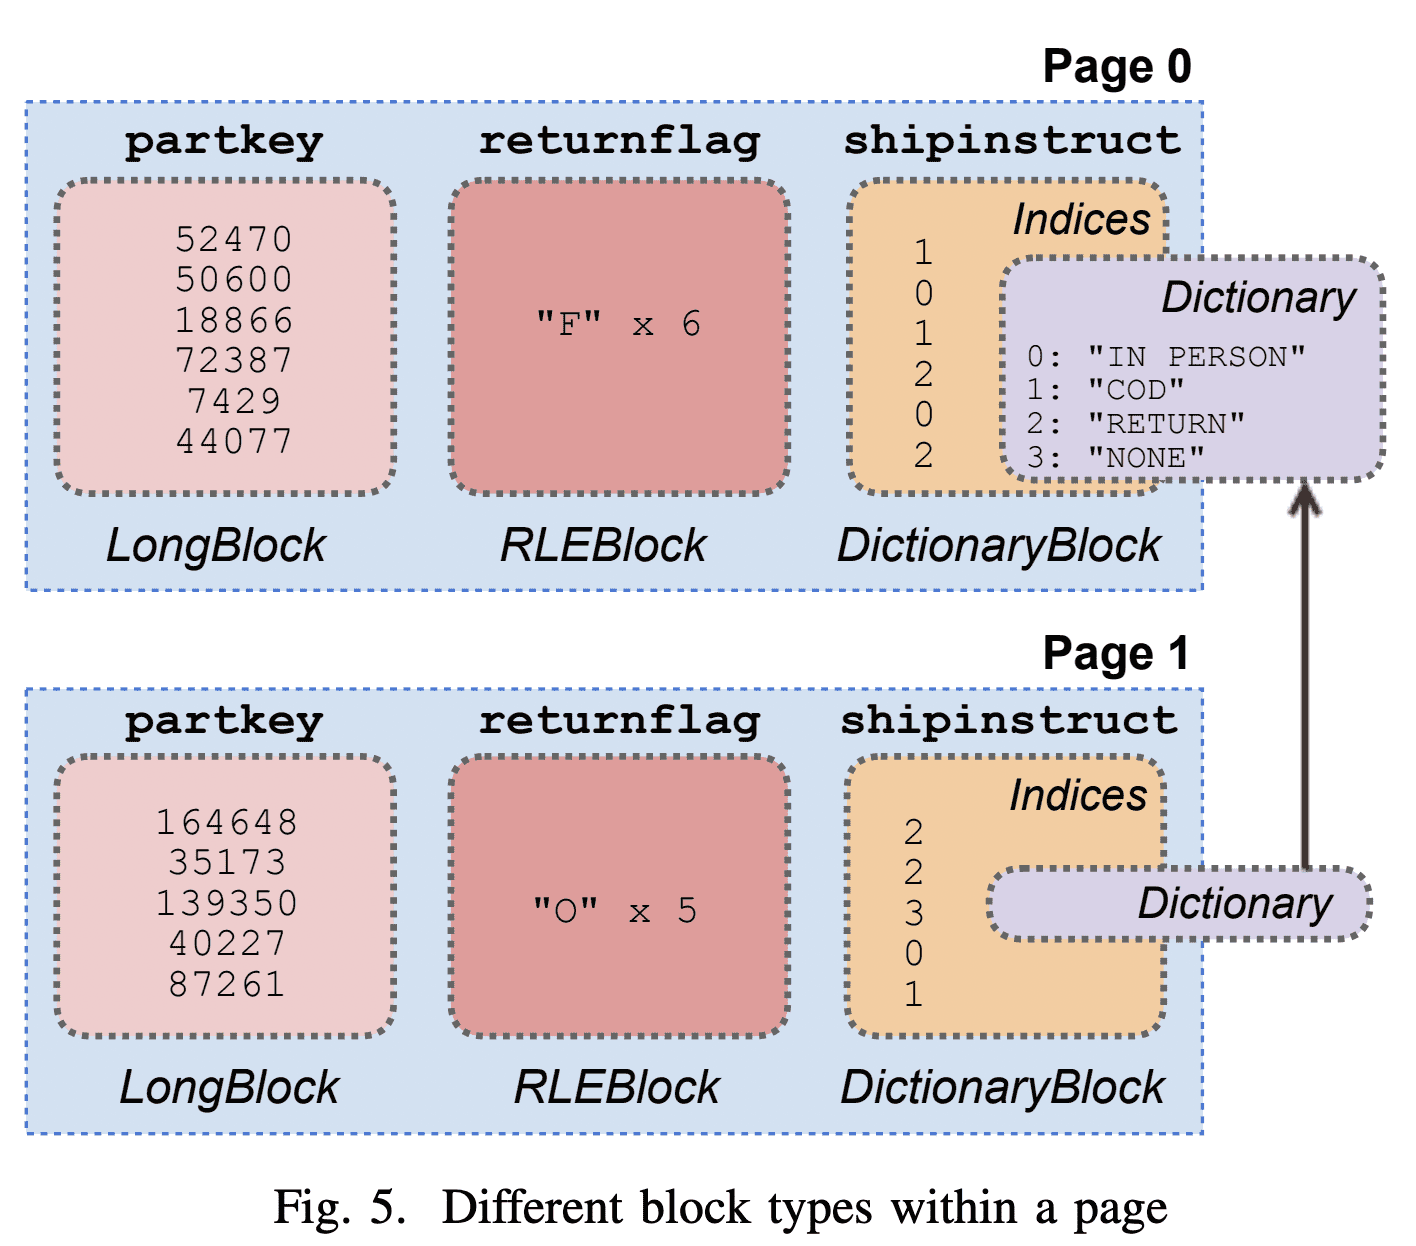 Page 0
partkey returnflag shipinstruct
52470
50600
18866
72387
7429
44077
"F" x 6
Indices
1
0
1
2
0
2
Dictionary
0: "IN PERSON"
1: "COD"
2: "RETURN"
3: "NONE"
LongBlock RLEBlock DictionaryBlock
Page 1
partkey returnflag shipinstruct
164648
35173
139350
40227
87261
"O" x 5
Indices
2
2
3
0
1
Dictionary
LongBlock RLEBlock DictionaryBlock
Fig. 5. Different block types within a page